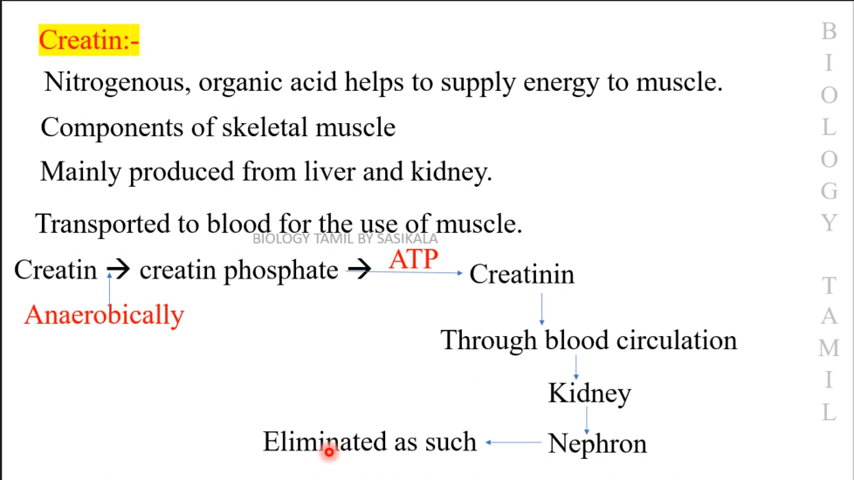 Creatin:-
Nitrogenous, organic acid helps to supply energy to muscle.
Components of skeletal muscle
Mainly produced from liver and kidney.
Transported to blood for the use of muscle.
BIOLOGY TAMIL BY SASIKALA
Creatin → creatin phosphate → ATP Creatinin
Anaerobically
Through blood circulation
Kidney
Eliminated as such Nephron
BIOLOGY TAMIL